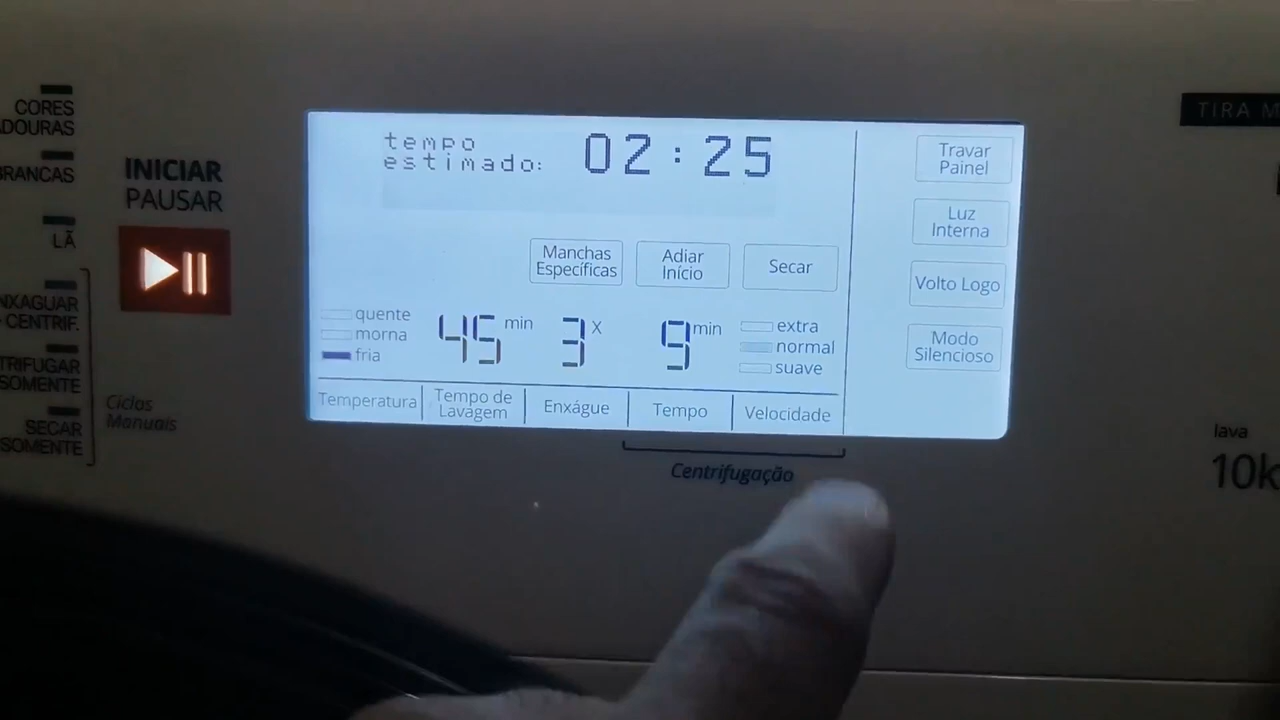 CORES
DOURAS
BRANCAS
LÃ
NXAGUAR
CENTRIF.
TRIFUGAR
SOMENTE
SECAR
SOMENTE
Ciclos
Manuais
INICIAR
PAUSAR
tempo
estimado: 02:25
Manchas
Específicas
Adiar
Início
Secar
quente
morna
fria
45 min
3 X
9 min
extra
normal
suave
Temperatura
Tempo de
Lavagem
Enxágue
Tempo
Velocidade
Centrifugação
Travar
Painel
Luz
Interna
Volto Logo
Modo
Silencioso
TIRA M
lava
10k